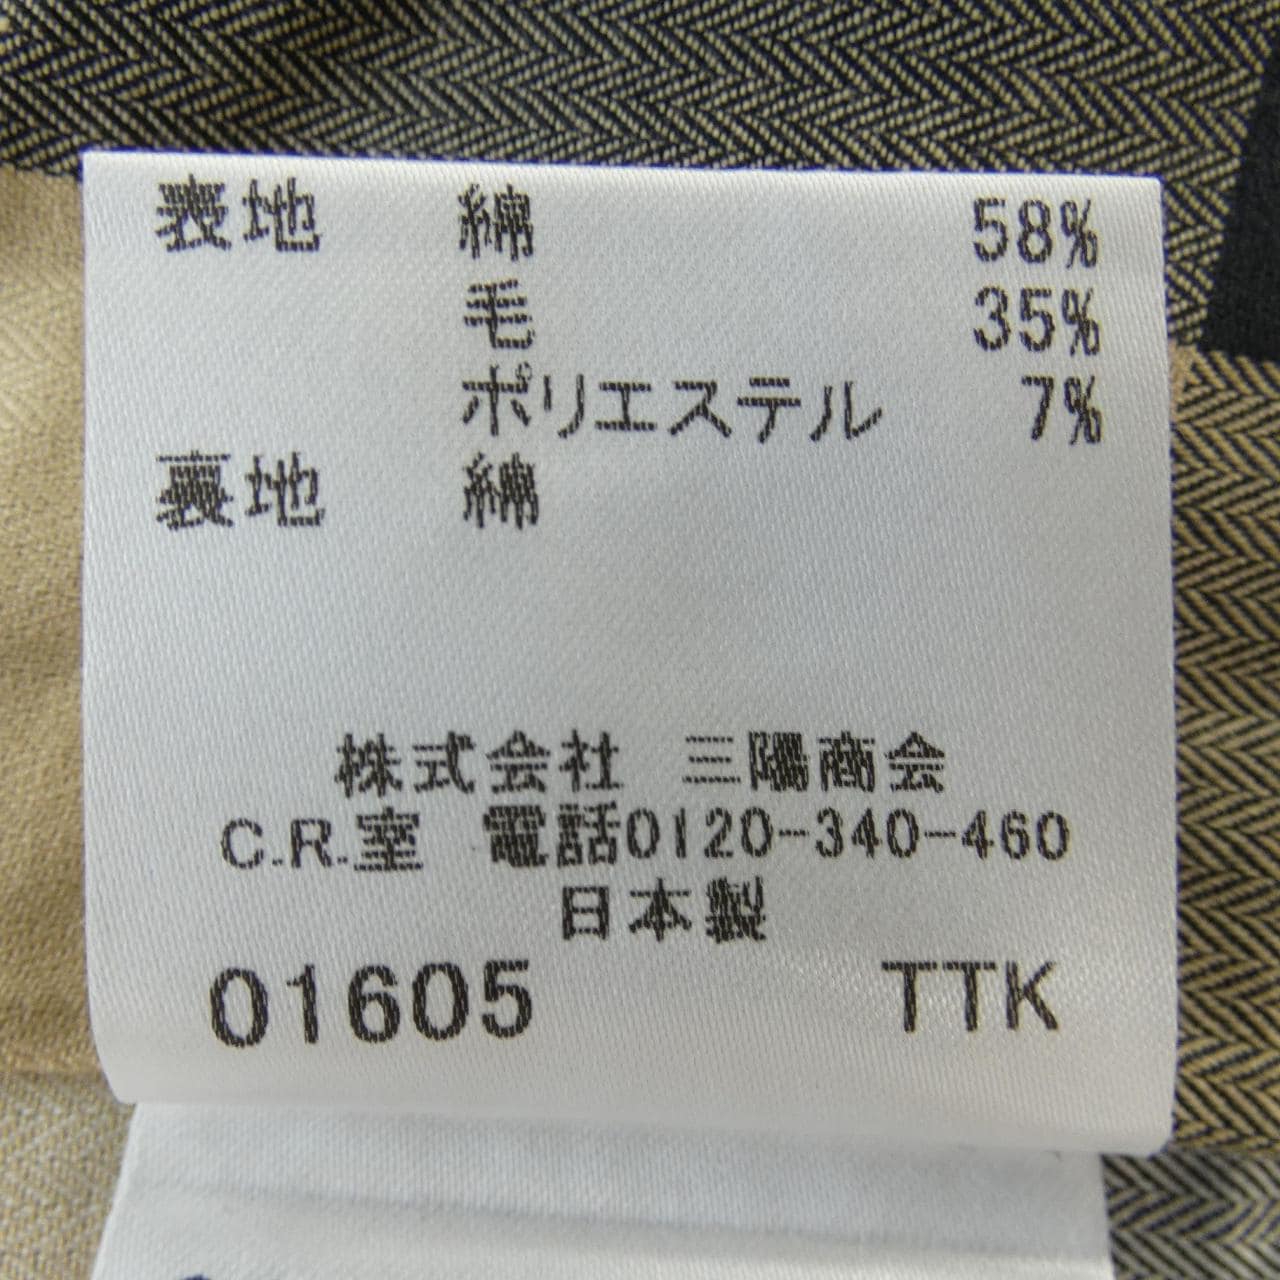 表地 綿 58%
毛 35%
ポリエステル 7%
裏地 綿
株式会社 三陽商会
C.R.室 電話0120-340-460
日本製
01605 TTK